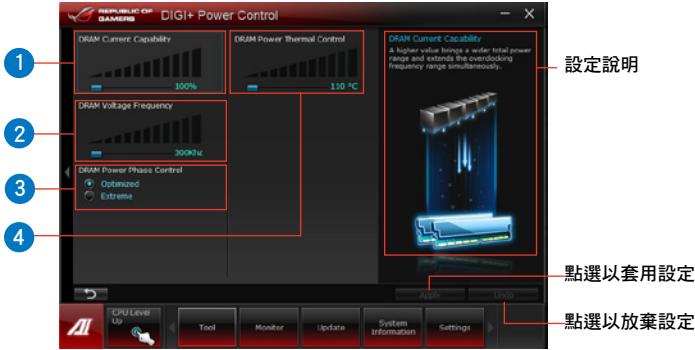 REPUBLIC OF GAMERS
DIGI+ Power Control
DRAM Current Capability
100%
DRAM Power Thermal Control
110 °C
DRAM Current Capability
A higher value brings a wider total power
range and extends the overclocking
frequency range simultaneously.
設定說明
1
DRAM Voltage Frequency
300Khz
2
DRAM Power Phase Control
Optimized
Extreme
3
4
Apply
Undo
點選以套用設定
CPU Level
Up
Tool
Monitor
Update
System
Information
Settings
點選以放棄設定